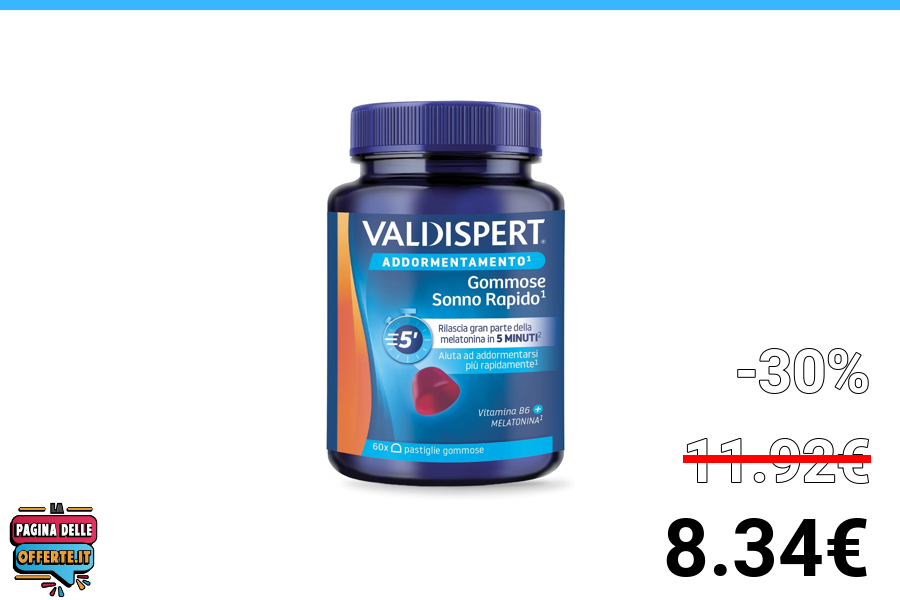 VALDISPERT®
ADDORMENTAMENTO¹
Gommose
Sonno Rapido¹
5'
Rilascia gran parte della
melatonina in 5 MINUTI²
Aiuta ad addormentarsi
più rapidamente¹
Vitamina B6 +
MELATONINA¹
60x pastiglie gommose
-30%
11.92€
8.34€
LA
PAGINA DELLE
OFFERTE.IT